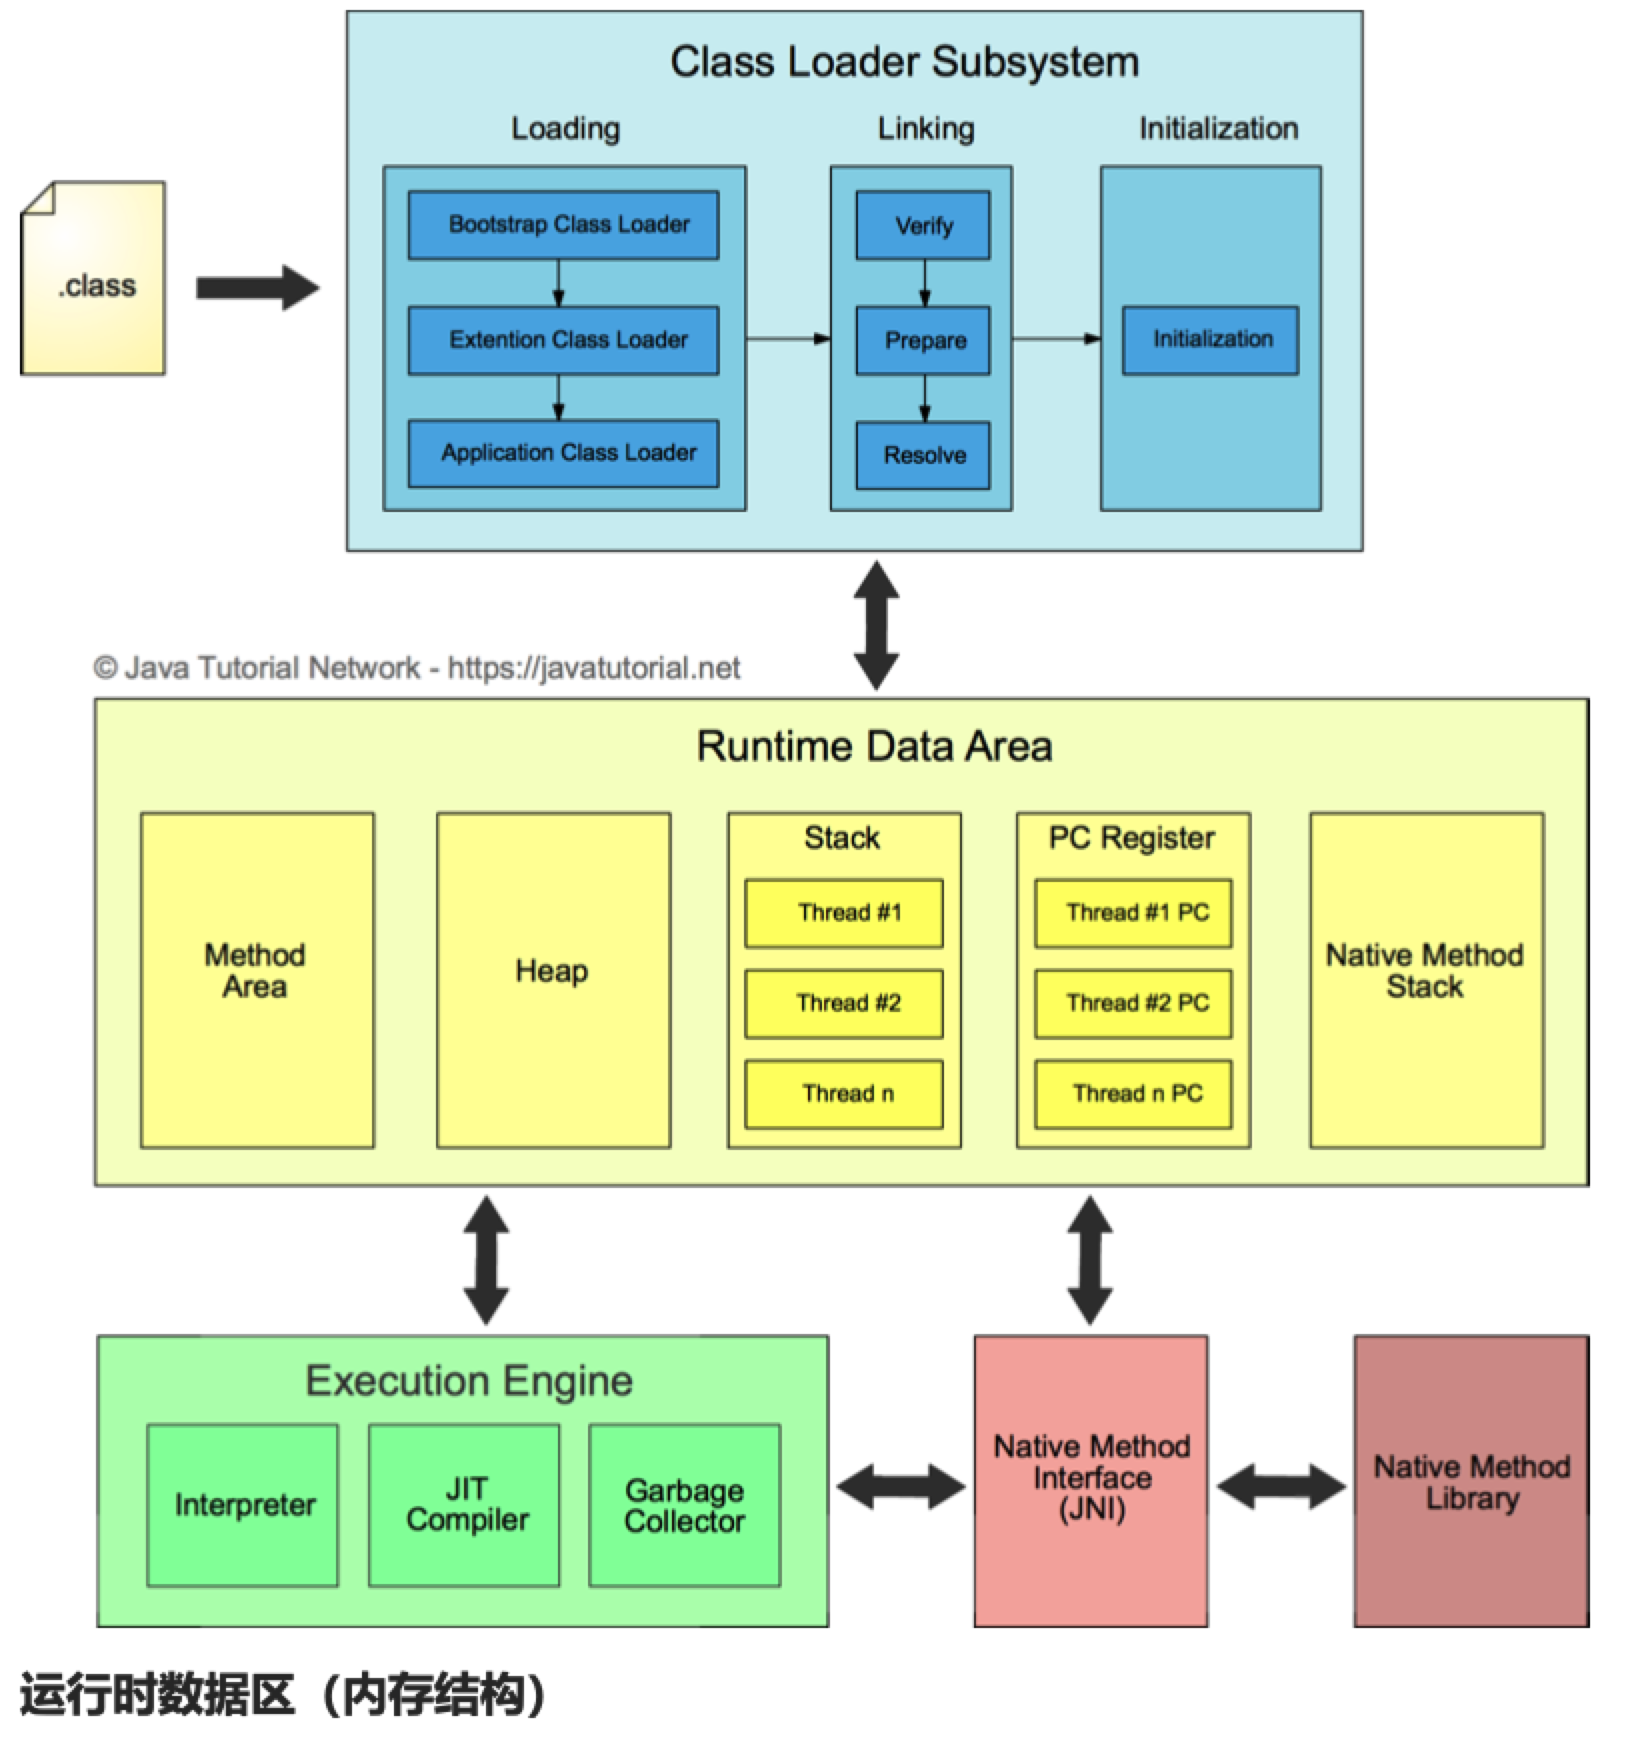 Class Loader Subsystem
Loading
Linking
Initialization
.class
Bootstrap Class Loader
Extention Class Loader
Application Class Loader
Verify
Prepare
Resolve
Initialization
© Java Tutorial Network - https://javatutorial.net
Runtime Data Area
Method
Area
Heap
Stack
Thread #1
Thread #2
Thread n
PC Register
Thread #1 PC
Thread #2 PC
Thread n PC
Native Method
Stack
Execution Engine
Interpreter
JIT
Compiler
Garbage
Collector
Native Method
Interface
(JNI)
Native Method
Library
运行时数据区（内存结构）